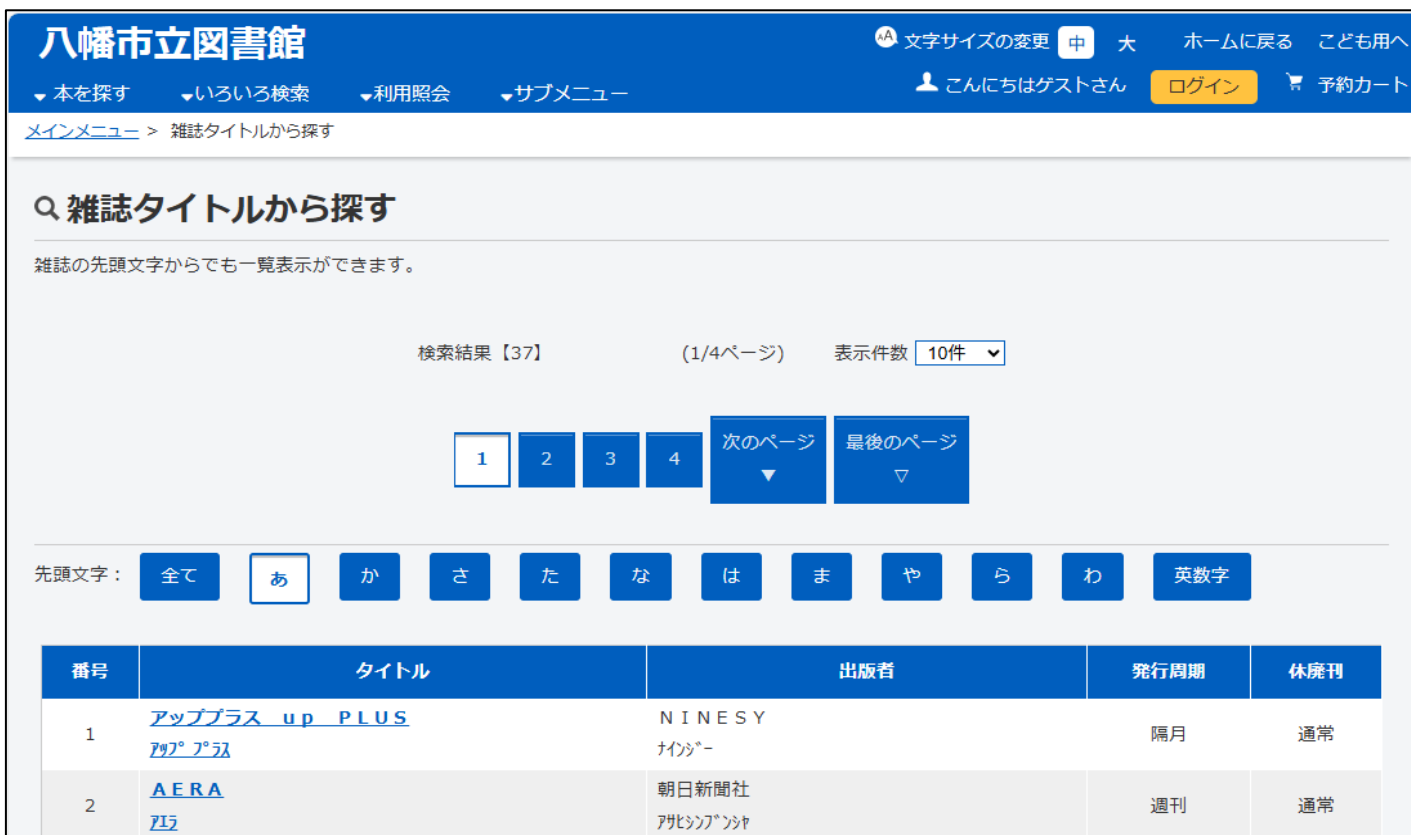 八幡市立図書館
文字サイズの変更 中 大 ホームに戻る こども用へ
本を探す いろいろ検索 利用照会 サブメニュー
こんにちはゲストさん ログイン 予約カート
メインメニュー > 雑誌タイトルから探す
雑誌タイトルから探す
雑誌の先頭文字からでも一覧表示ができます。
検索結果【37】 (1/4ページ) 表示件数 10件
1 2 3 4 次のページ ▼ 最後のページ ▽
先頭文字： 全て あ か さ た な は ま や ら わ 英数字
番号 タイトル 出版者 発行周期 休廃刊
1 アッププラス ｕｐ ＰＬＵＳ ＮＩＮＥＳＹ 隔月 通常
ｱｯﾌﾟ ﾌﾟﾗｽ ﾅｲﾝｼﾞｰ
2 ＡＥＲＡ 朝日新聞社 週刊 通常
ｱｴﾗ ｱｻﾋｼﾝﾌﾞﾝｼﾔ